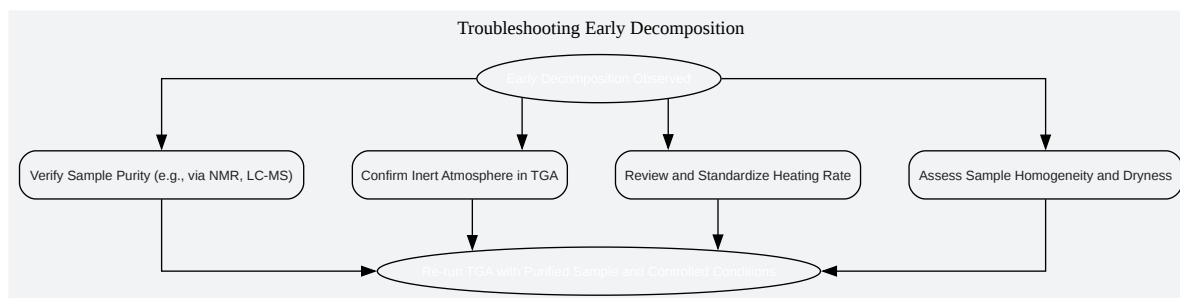 Troubleshooting Early Decomposition
Early Decomposition Observed
Verify Sample Purity (e.g., via NMR, LC-MS)
Confirm Inert Atmosphere in TGA
Review and Standardize Heating Rate
Assess Sample Homogeneity and Dryness
Re-run TGA with Purified Sample and Controlled Conditions